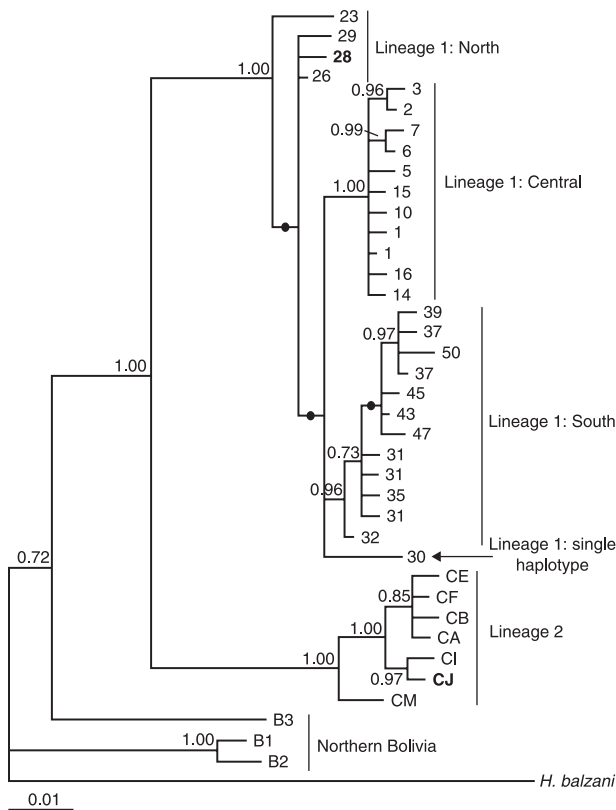 23
29
Lineage 1: North
28
1.00
26
0.96
3
2
0.99
7
6
5
Lineage 1: Central
1.00
15
10
1
1
16
14
39
0.97
37
50
37
1.00
45
43
Lineage 1: South
47
0.73
31
31
0.96
35
31
32
Lineage 1: single
haplotype
30
0.72
CE
0.85
CF
CB
Lineage 2
1.00
CA
1.00
CI
0.97
CJ
CM
B3
1.00
B1
Northern Bolivia
B2
H. balzani
0.01